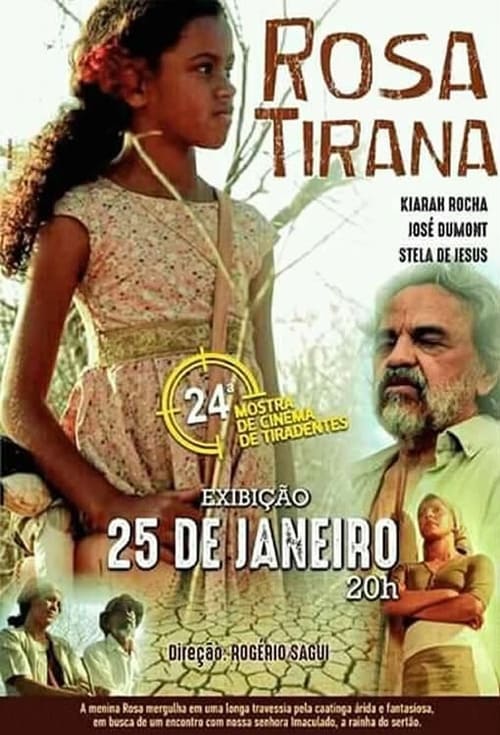 ROSA
TIRANA
KIARAH ROCHA
JOSÉ DUMONT
STELA DE JESUS
24ª MOSTRA
DE CINEMA
DE TIRADENTES
EXIBIÇÃO
25 DE JANEIRO
20h
Direção: ROGÉRIO SAGUI
A menina Rosa mergulha em uma longa travessia pela caatinga árida e fantasiosa,
em busca de um encontro com nossa senhora Imaculado, a rainha do sertão.